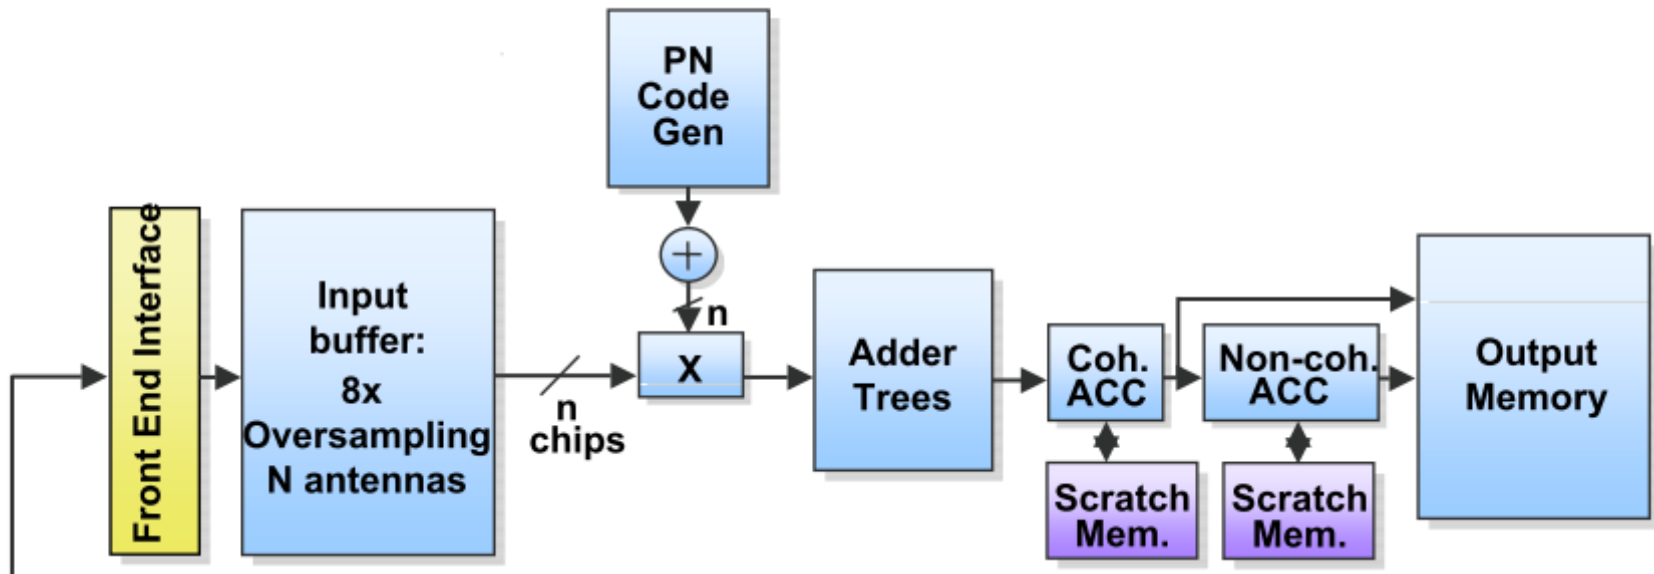 PN
Code
Gen
+
n
Front End Interface
Input
buffer:
8x
Oversampling
N antennas
n
chips
X
Adder
Trees
Coh.
ACC
Non-coh.
ACC
Output
Memory
Scratch
Mem.
Scratch
Mem.